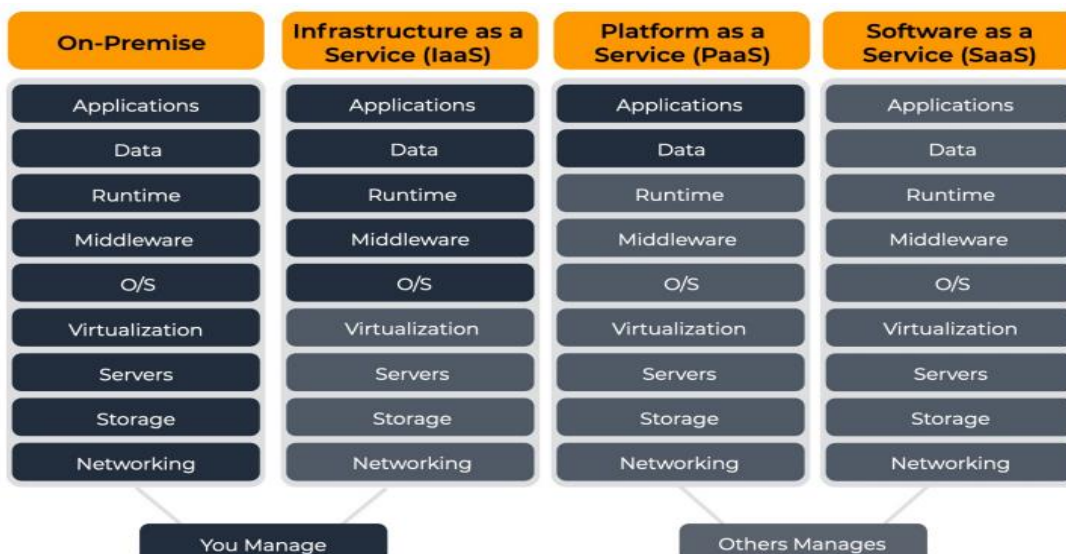 On-Premise
Infrastructure as a
Service (IaaS)
Platform as a
Service (PaaS)
Software as a
Service (SaaS)
Applications
Data
Runtime
Middleware
O/S
Virtualization
Servers
Storage
Networking
Applications
Data
Runtime
Middleware
O/S
Virtualization
Servers
Storage
Networking
Applications
Data
Runtime
Middleware
O/S
Virtualization
Servers
Storage
Networking
Applications
Data
Runtime
Middleware
O/S
Virtualization
Servers
Storage
Networking
You Manage
Others Manages